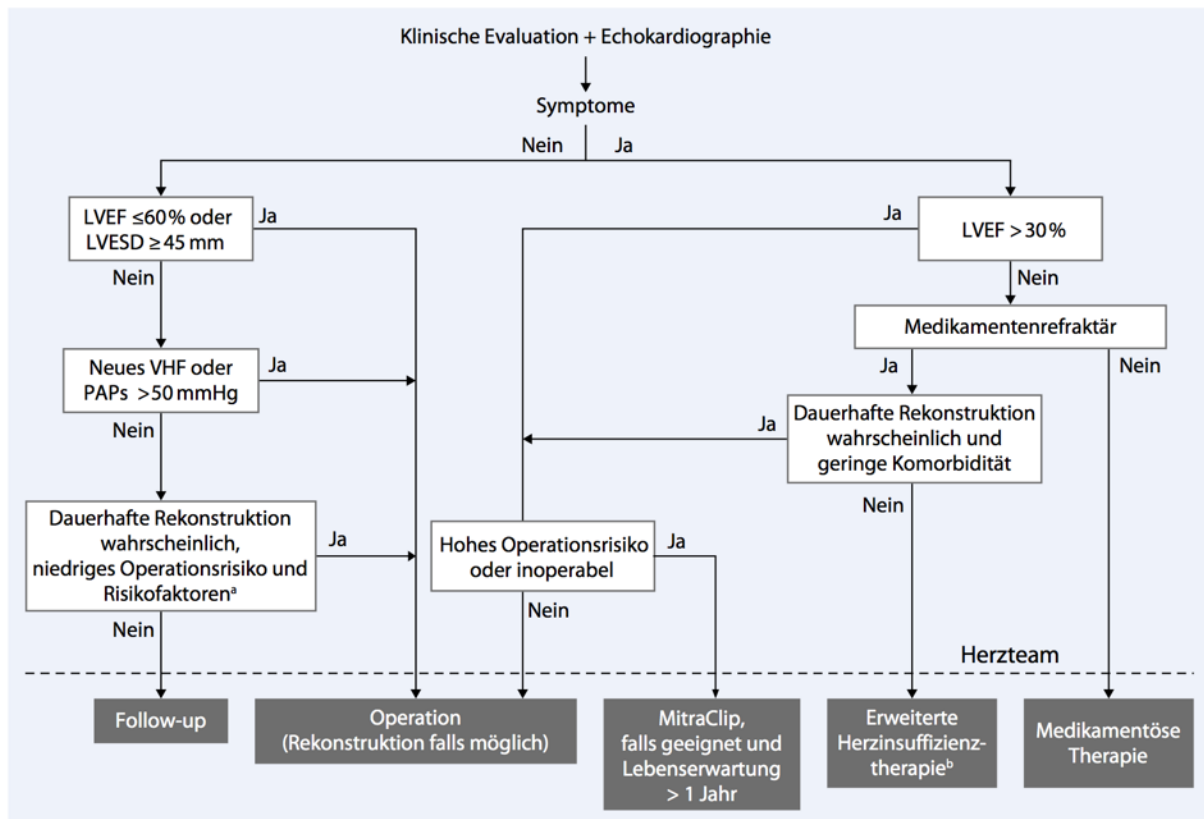 Klinische Evaluation + Echokardiographie
Symptome
Nein
Ja
LVEF ≤60 % oder
LVESD ≥ 45 mm
Ja
Nein
Ja
LVEF > 30 %
Nein
Medikamentenrefraktär
Ja
Nein
Neues VHF oder
PAPs >50 mmHg
Ja
Nein
Ja
Dauerhafte Rekonstruktion
wahrscheinlich und
geringe Komorbidität
Nein
Dauerhafte Rekonstruktion
wahrscheinlich,
niedriges Operationsrisiko und
Risikofaktorenᵃ
Ja
Nein
Hohes Operationsrisiko
oder inoperabel
Ja
Nein
Herzteam
Follow-up
Operation
(Rekonstruktion falls möglich)
MitraClip,
falls geeignet und
Lebenserwartung
> 1 Jahr
Erweiterte
Herzinsuffizienz-
therapieᵇ
Medikamentöse
Therapie